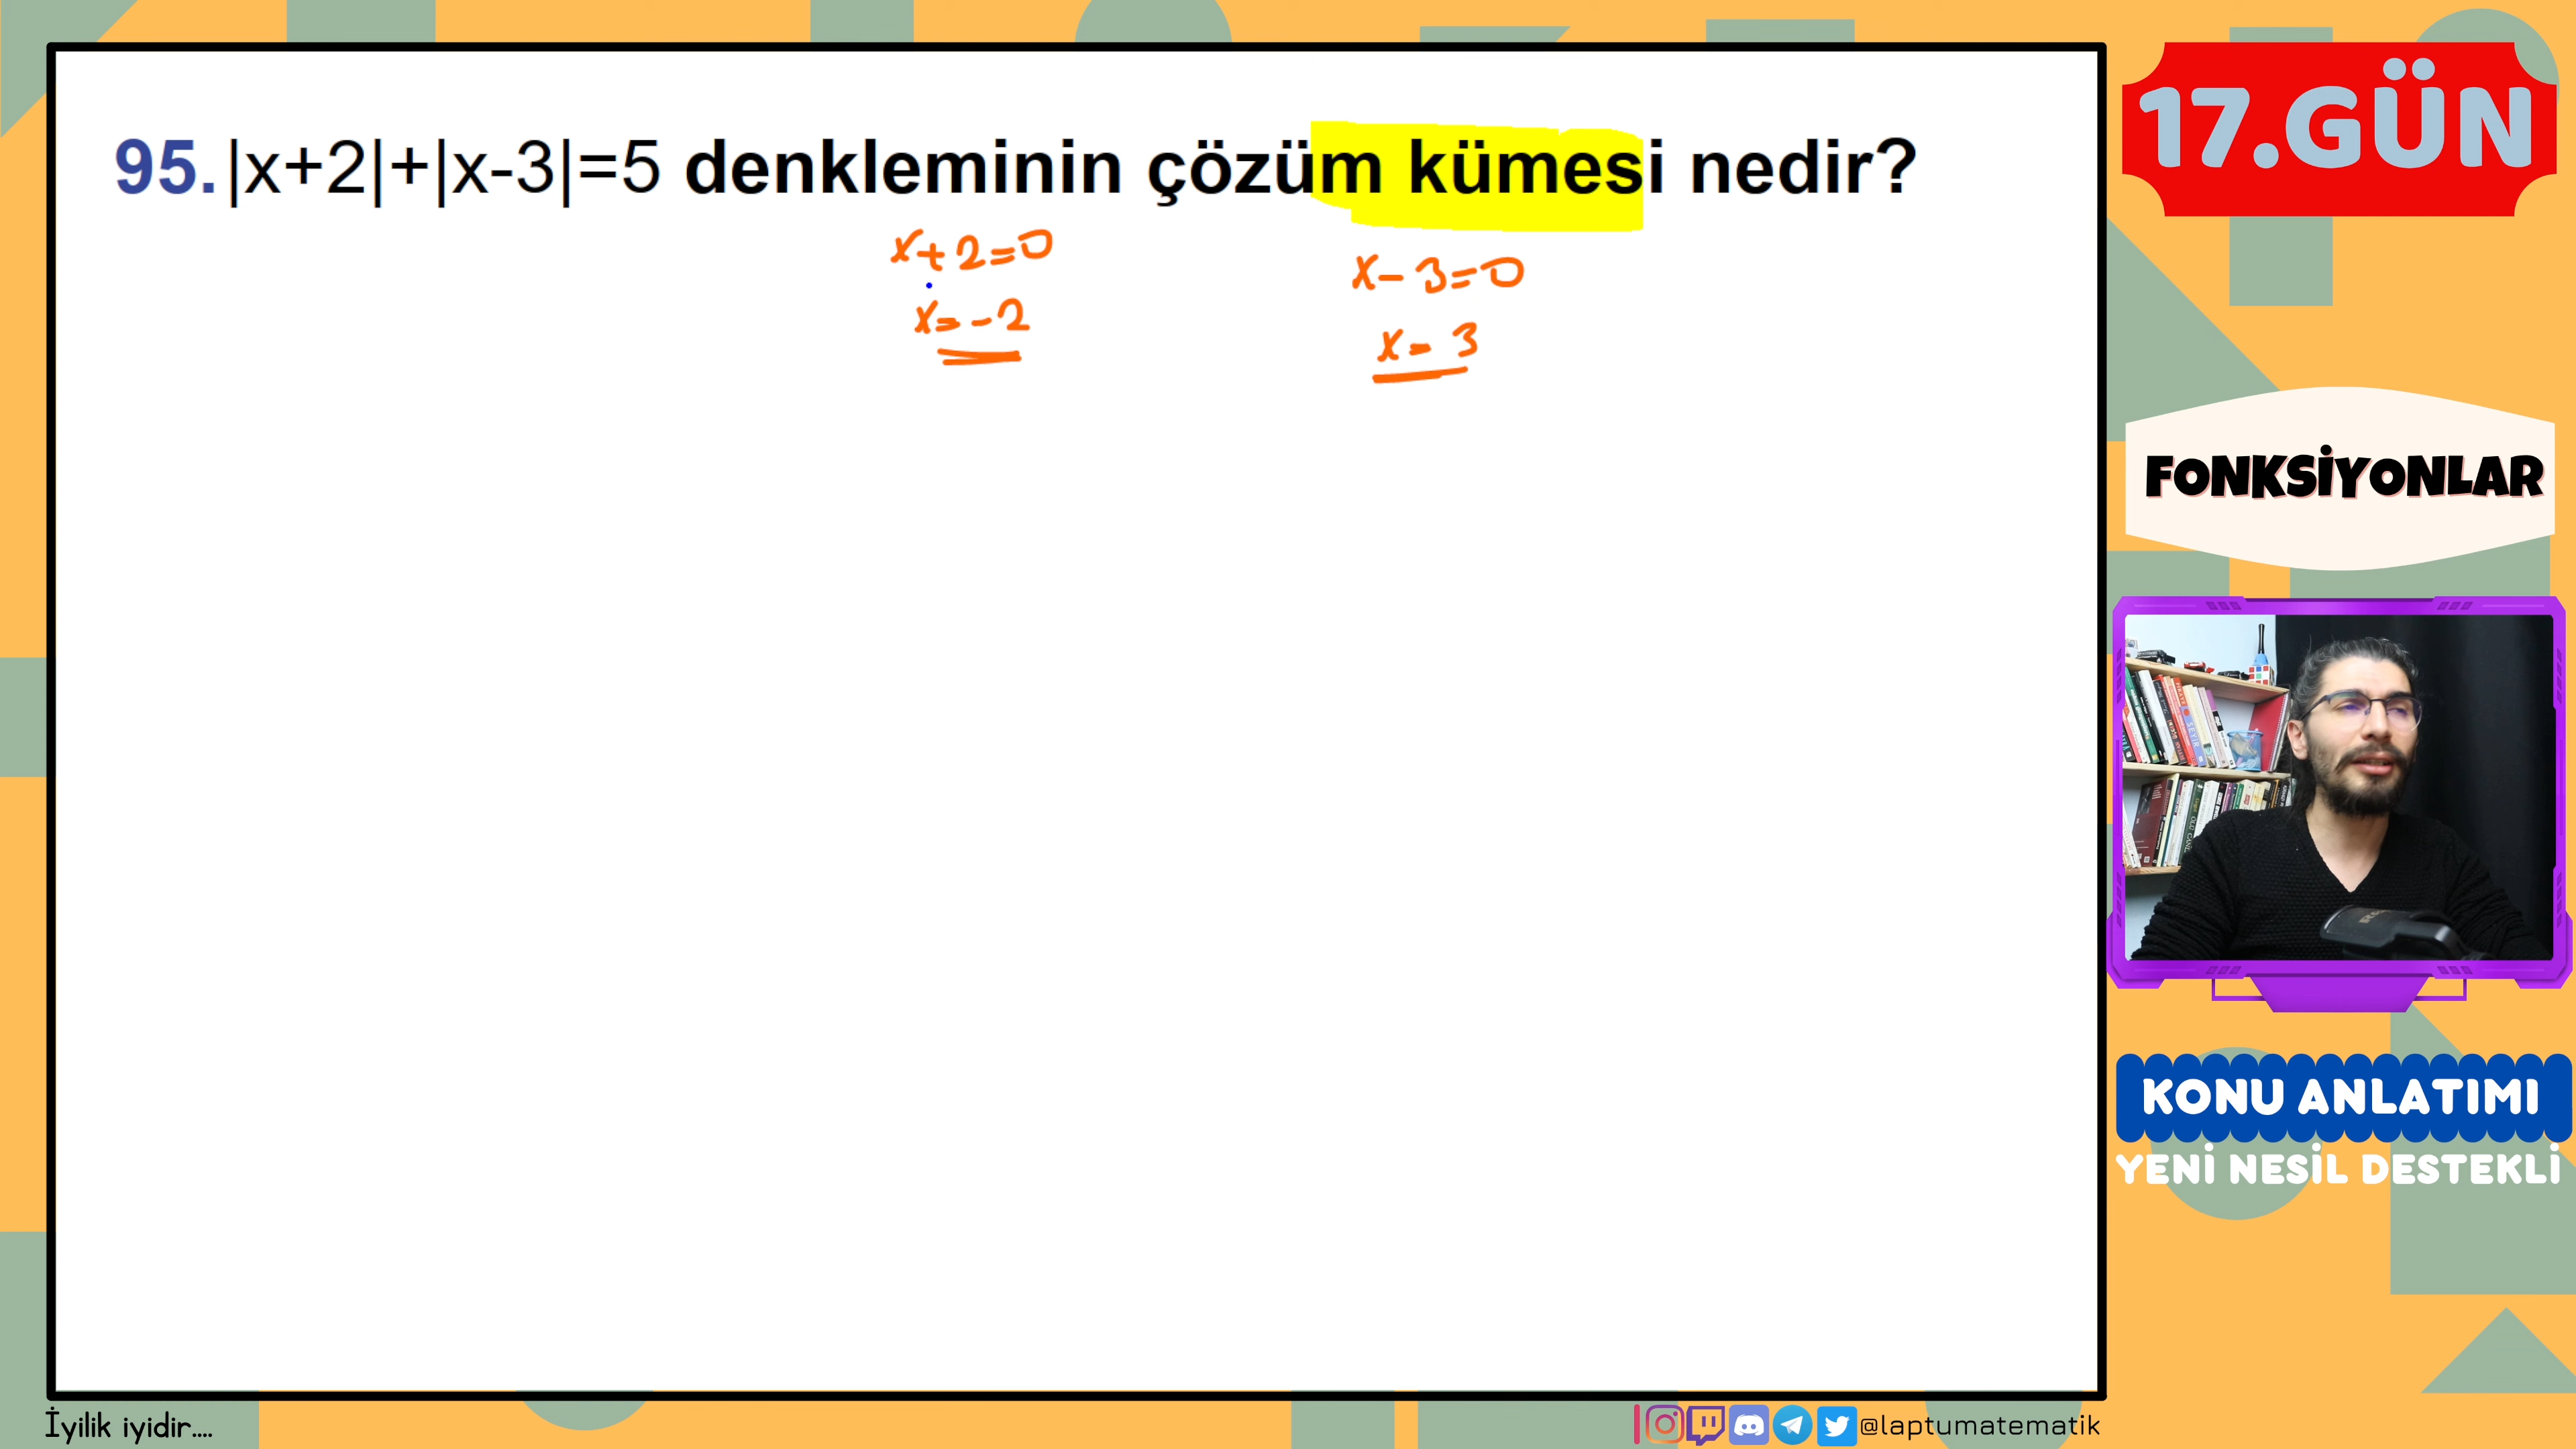 95. |x+2|+|x-3|=5 denkleminin çözüm kümesi nedir?
x+2=0
x=-2
x-3=0
x=3
17.GÜN
FONKSİYONLAR
KONU ANLATIMI
YENİ NESİL DESTEKLİ
İyilik iyidir....
@laptumatematik